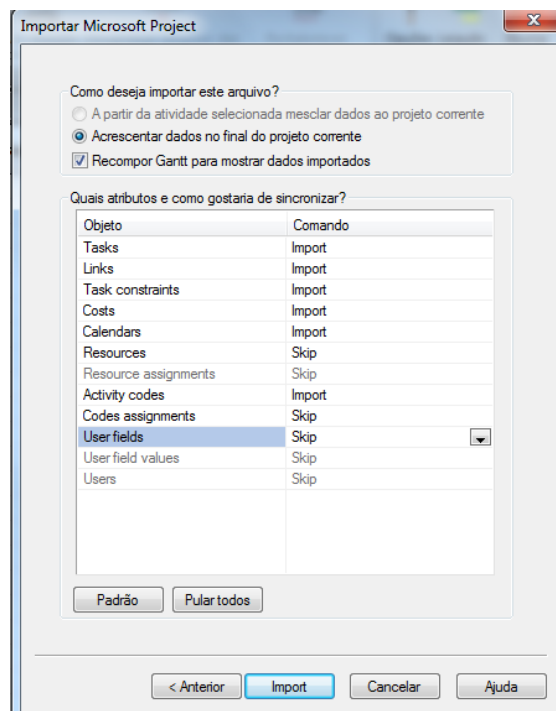 Importar Microsoft Project
Como deseja importar este arquivo?
A partir da atividade selecionada mesclar dados ao projeto corrente
Acrescentar dados no final do projeto corrente
Recompor Gantt para mostrar dados importados
Quais atributos e como gostaria de sincronizar?
Objeto Comando
Tasks Import
Links Import
Task constraints Import
Costs Import
Calendars Import
Resources Skip
Resource assignments Skip
Activity codes Import
Codes assignments Skip
User fields Skip
User field values Skip
Users Skip
Padrão Pular todos
< Anterior Import Cancelar Ajuda